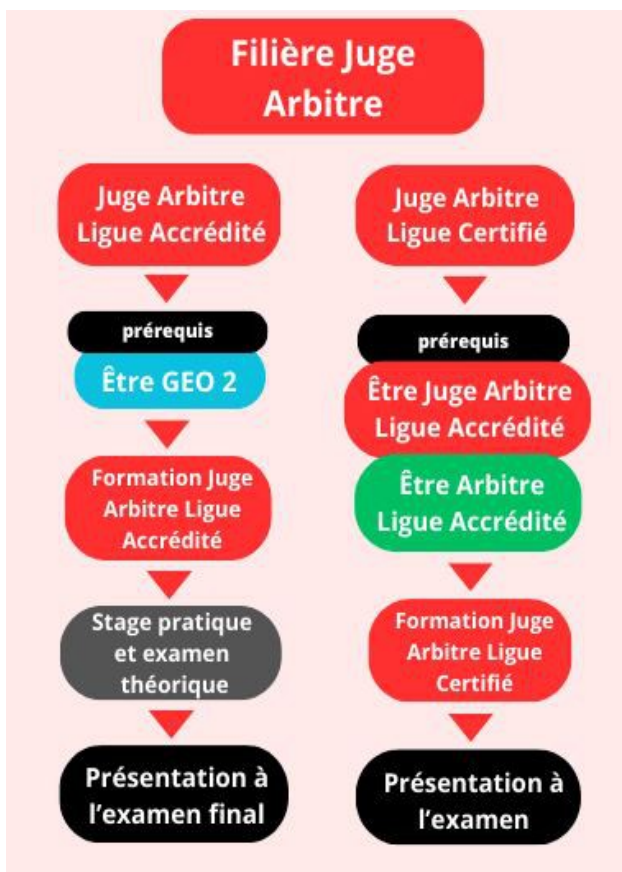 Filière Juge
Arbitre
Juge Arbitre
Ligue Accrédité
prérequis
Être GEO 2
Formation Juge
Arbitre Ligue
Accrédité
Stage pratique
et examen
théorique
Présentation à
l'examen final
Juge Arbitre
Ligue Certifié
prérequis
Être Juge Arbitre
Ligue Accrédité
Être Arbitre
Ligue Accrédité
Formation Juge
Arbitre Ligue
Certifié
Présentation à
l'examen